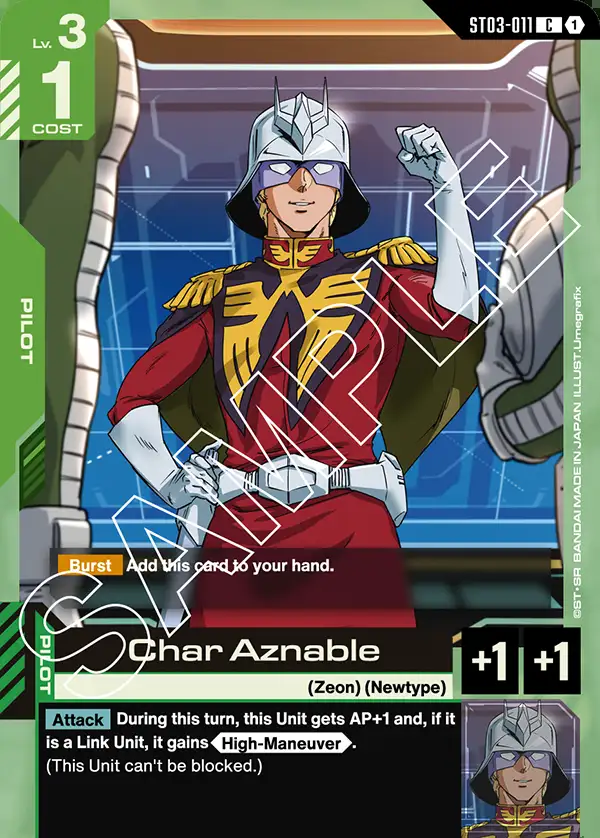 ST03-011 C 1
Lv. 3
1
COST
PILOT
SAMPLE
©ST・SR BANDAI MADE IN JAPAN ILLUST.Umegrafix
Burst Add this card to your hand.
PILOT
Char Aznable
+1 +1
(Zeon) (Newtype)
Attack During this turn, this Unit gets AP+1 and, if it
is a Link Unit, it gains High-Maneuver.
(This Unit can't be blocked.)